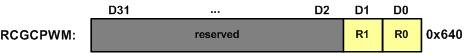 D31 ... D2 D1 D0
RCGCPWM: reserved R1 R0 0x640